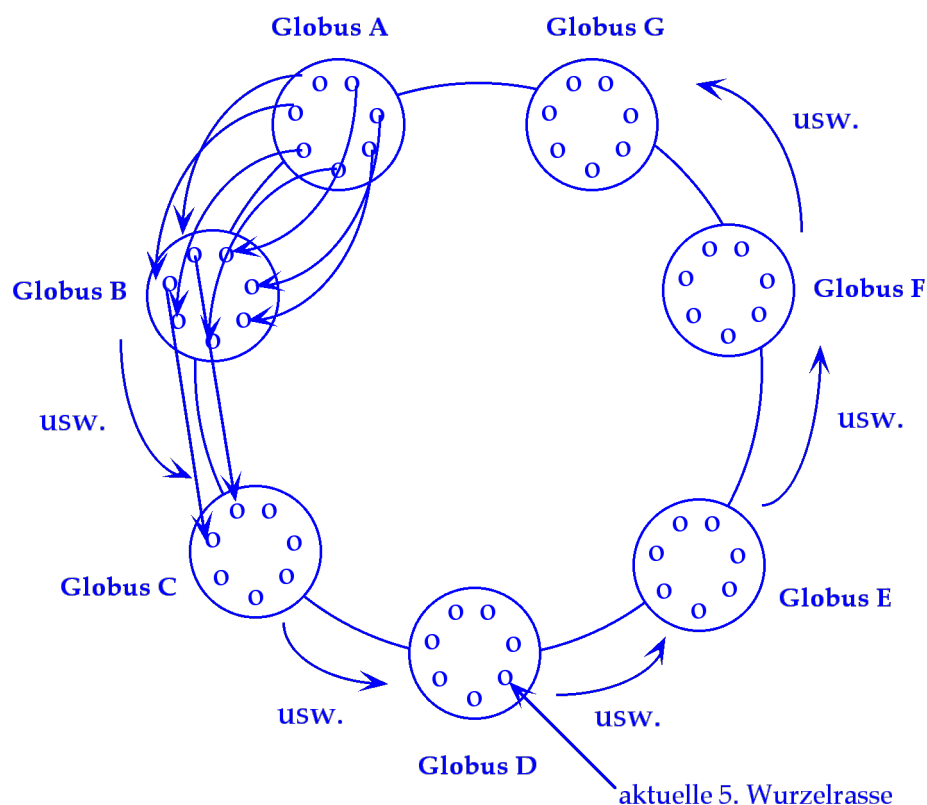 Globus A
Globus G
usw.
Globus B
Globus F
usw.
usw.
Globus C
Globus E
usw.
usw.
Globus D
aktuelle 5. Wurzelrasse